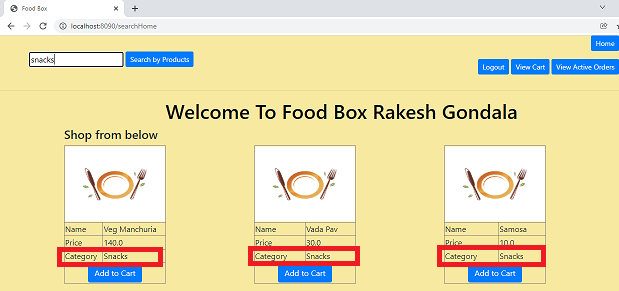 Food Box
localhost:8090/searchHome
Home
snacks Search by Products
Logout View Cart View Active Orders
Welcome To Food Box Rakesh Gondala
Shop from below
Name Veg Manchuria Name Vada Pav Name Samosa
Price 140.0 Price 30.0 Price 10.0
Category Snacks Category Snacks Category Snacks
Add to Cart Add to Cart Add to Cart